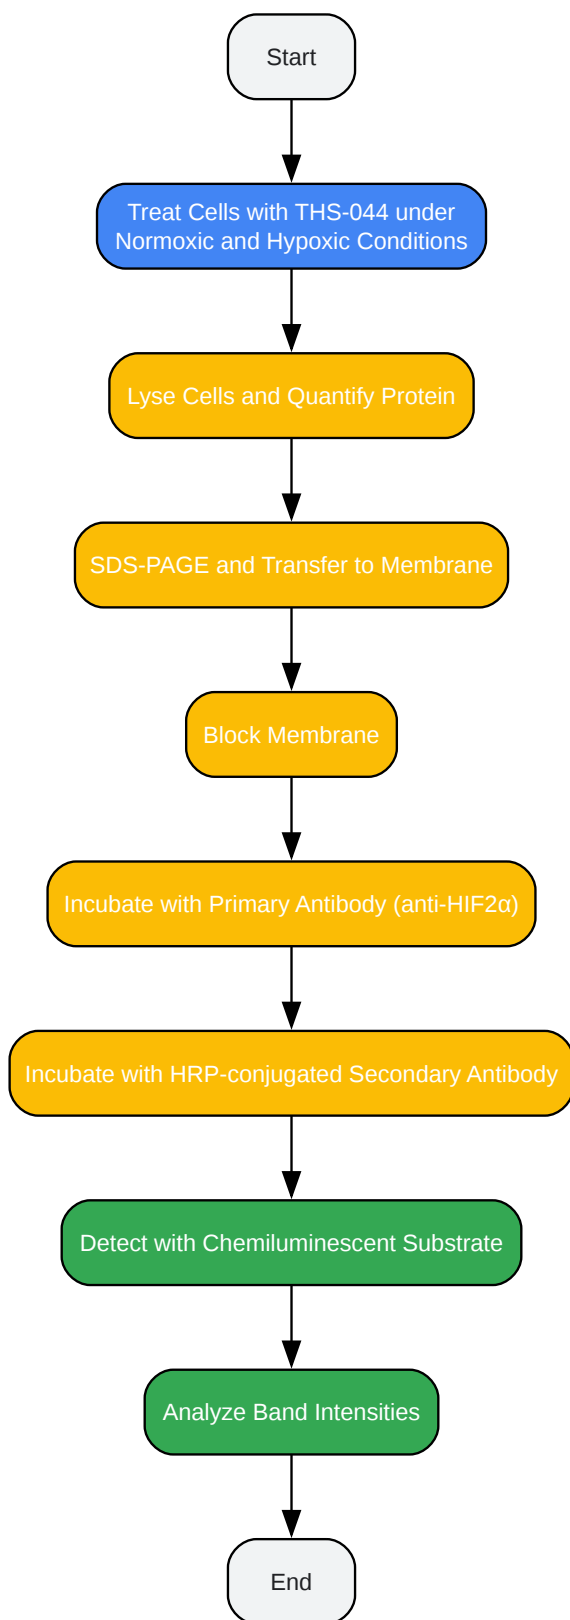 Start
Treat Cells with THS-044 under
Normoxic and Hypoxic Conditions
Lyse Cells and Quantify Protein
SDS-PAGE and Transfer to Membrane
Block Membrane
Incubate with Primary Antibody (anti-HIF2α)
Incubate with HRP-conjugated Secondary Antibody
Detect with Chemiluminescent Substrate
Analyze Band Intensities
End